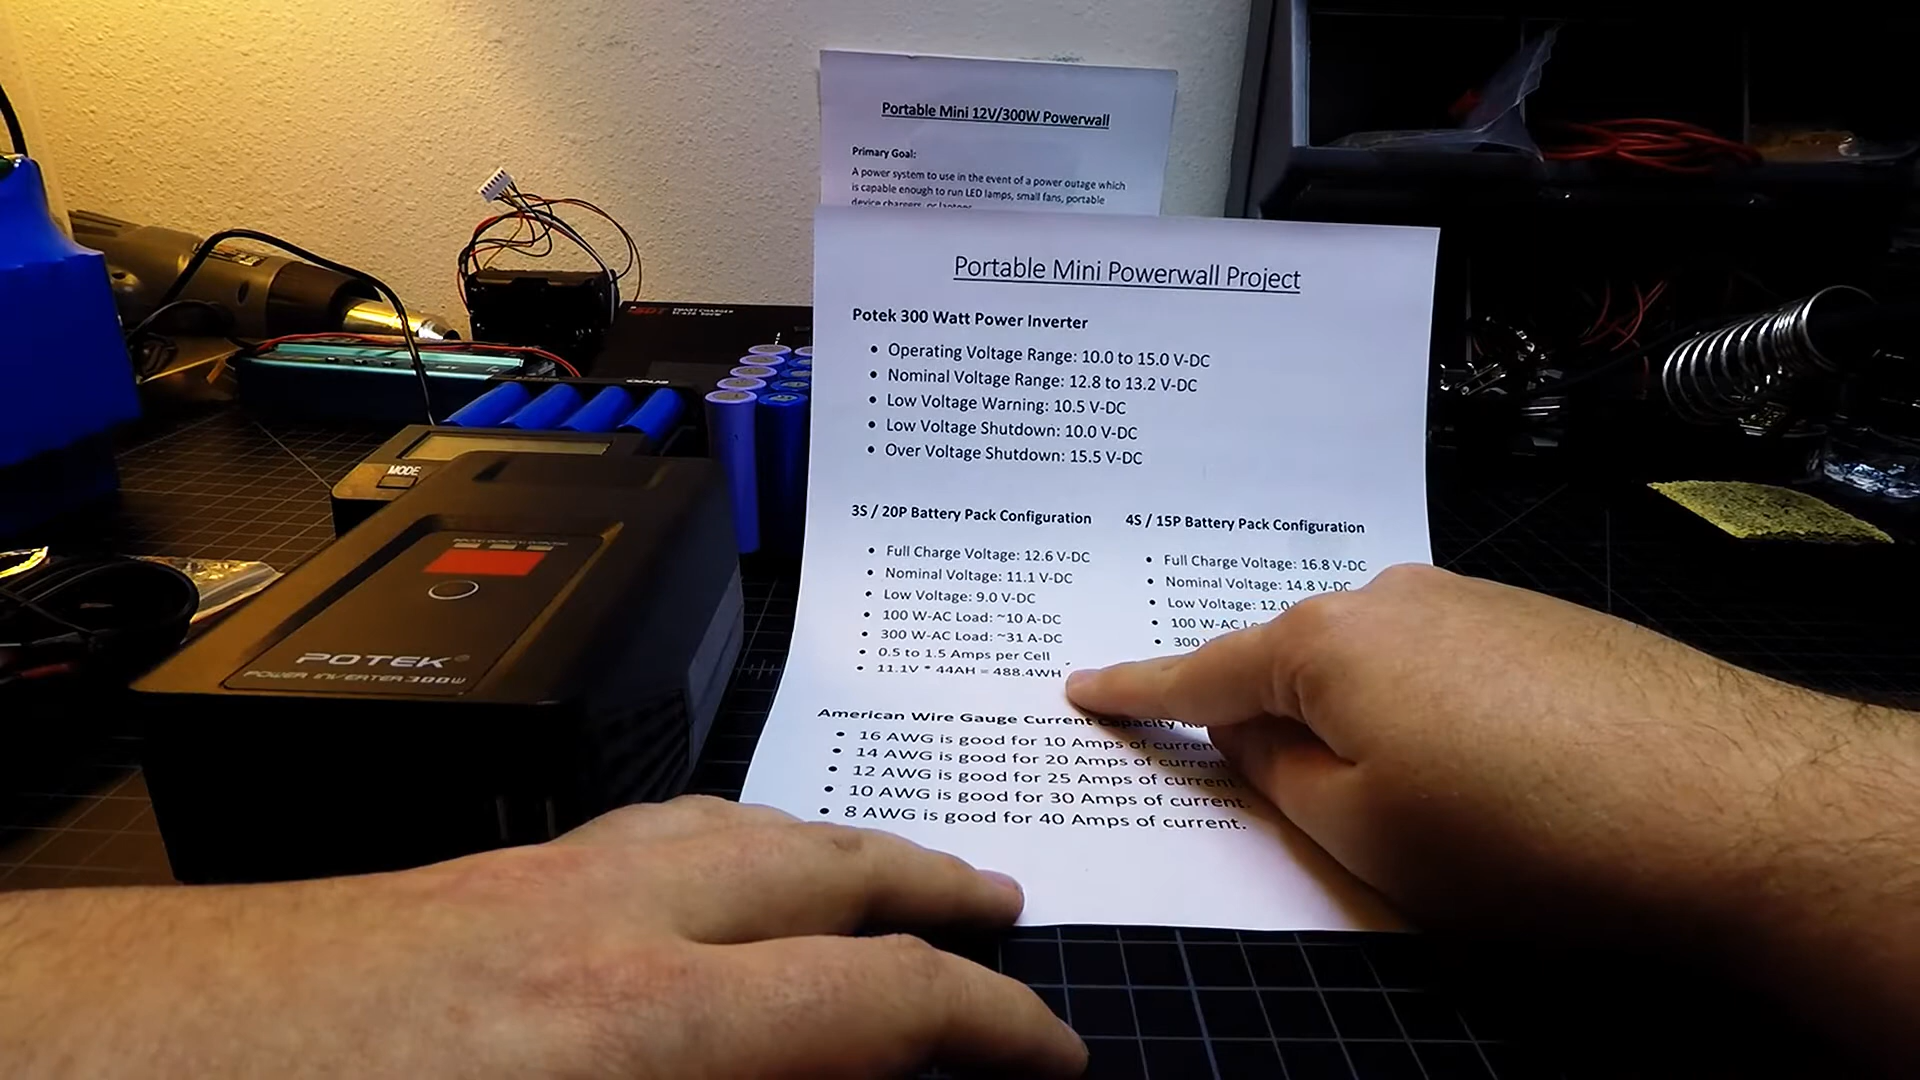 Portable Mini 12V/300W Powerwall
Primary Goal:
A power system to use in the event of a power outage which
is capable enough to run LED lamps, small fans, portable
device chargers, or laptops
Portable Mini Powerwall Project
Potek 300 Watt Power Inverter
• Operating Voltage Range: 10.0 to 15.0 V-DC
• Nominal Voltage Range: 12.8 to 13.2 V-DC
• Low Voltage Warning: 10.5 V-DC
• Low Voltage Shutdown: 10.0 V-DC
• Over Voltage Shutdown: 15.5 V-DC
3S / 20P Battery Pack Configuration
• Full Charge Voltage: 12.6 V-DC
• Nominal Voltage: 11.1 V-DC
• Low Voltage: 9.0 V-DC
• 100 W-AC Load: ~10 A-DC
• 300 W-AC Load: ~31 A-DC
• 0.5 to 1.5 Amps per Cell
• 11.1V * 44AH = 488.4WH
4S / 15P Battery Pack Configuration
• Full Charge Voltage: 16.8 V-DC
• Nominal Voltage: 14.8 V-DC
• Low Voltage: 12.0
• 100 W-AC
• 300
American Wire Gauge Current Capacity
• 16 AWG is good for 10 Amps of current
• 14 AWG is good for 20 Amps of current
• 12 AWG is good for 25 Amps of current.
• 10 AWG is good for 30 Amps of current.
• 8 AWG is good for 40 Amps of current.
MODE
POTEK®
POWER INVERTER 300W
OPUS